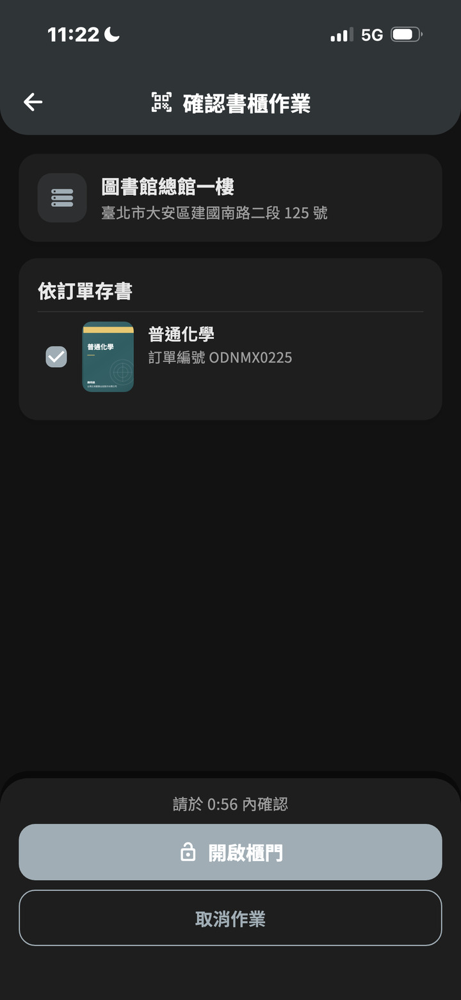 11:22
5G
確認書櫃作業
圖書館總館一樓
臺北市大安區建國南路二段 125 號
依訂單存書
普通化學
普通化學
訂單編號 ODNMX0225
請於 0:56 內確認
開啟櫃門
取消作業